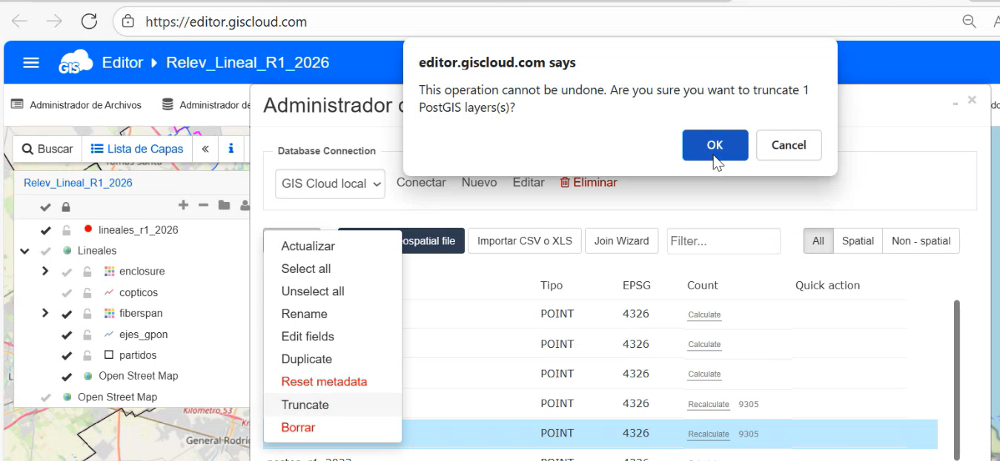 https://editor.giscloud.com
GIS Editor Relev_Lineal_R1_2026
editor.giscloud.com says
This operation cannot be undone. Are you sure you want to truncate 1
PostGIS layers(s)?
OK Cancel
Administrador de Archivos
Administrador
Buscar Lista de Capas
Relev_Lineal_R1_2026
lineales_r1_2026
Lineales
enclosure
copticos
fiberspan
ejes_gpon
partidos
Open Street Map
Open Street Map
Kilometro 53
General
Administrador
Database Connection
GIS Cloud local Conectar Nuevo Editar Eliminar
file Importar CSV o XLS Join Wizard Filter... All Spatial Non - spatial
Actualizar
Select all
Unselect all
Rename
Edit fields
Duplicate
Reset metadata
Truncate
Borrar
Tipo EPSG Count Quick action
POINT 4326 Calculate
POINT 4326 Calculate
POINT 4326 Calculate
POINT 4326 Recalculate 9305
POINT 4326 Recalculate 9305